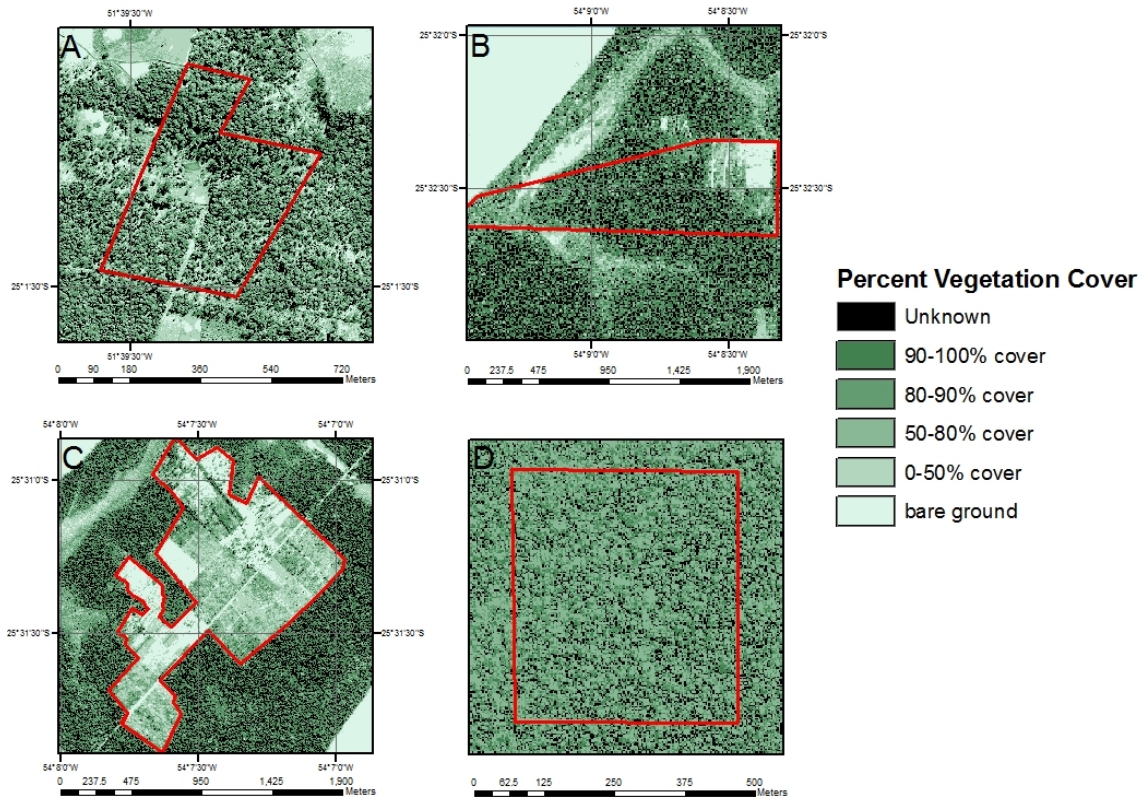 51°39'30"W
54°9'0"W
54°8'30"W
A
B
25°32'0"S
25°32'0"S
25°32'30"S
25°32'30"S
25°1'30"S
25°1'30"S
51°39'30"W
54°9'0"W
54°8'30"W
0 90 180 360 540 720
Meters
0 237.5 475 950 1,425 1,900
Meters
Percent Vegetation Cover
Unknown
90-100% cover
80-90% cover
50-80% cover
0-50% cover
bare ground
54°8'0"W
54°7'30"W
54°7'0"W
C
D
25°31'0"S
25°31'0"S
25°31'30"S
25°31'30"S
54°8'0"W
54°7'30"W
54°7'0"W
0 237.5 475 950 1,425 1,900
Meters
0 62.5 125 250 375 500
Meters